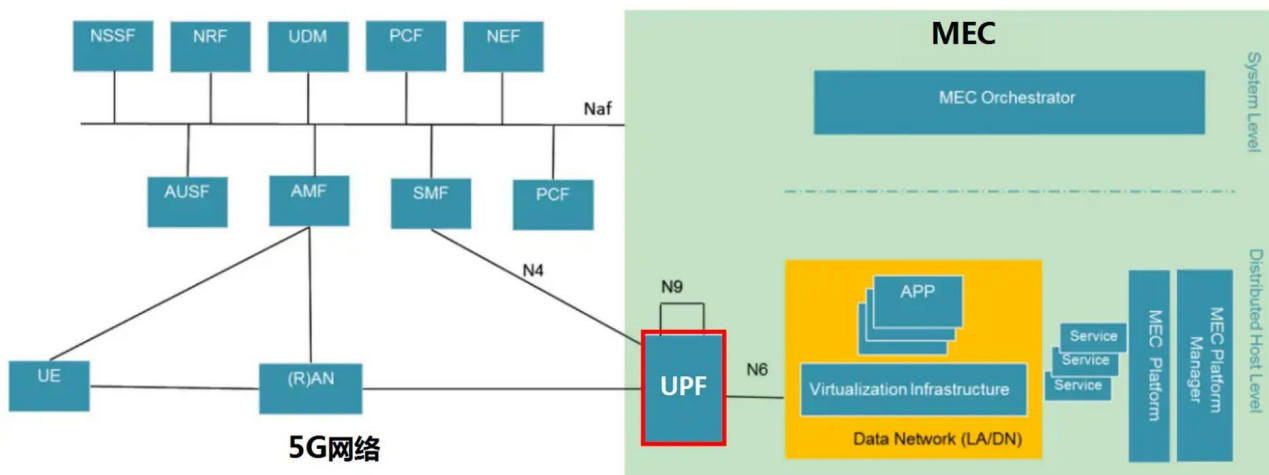 NSSF
NRF
UDM
PCF
NEF
MEC
MEC Orchestrator
System Level
Naf
AUSF
AMF
SMF
PCF
N4
N9
UE
(R)AN
UPF
N6
APP
Virtualization Infrastructure
Data Network (LA/DN)
Service
Service
Service
MEC Platform
MEC Platform
Manager
Distributed Host Level
5G网络